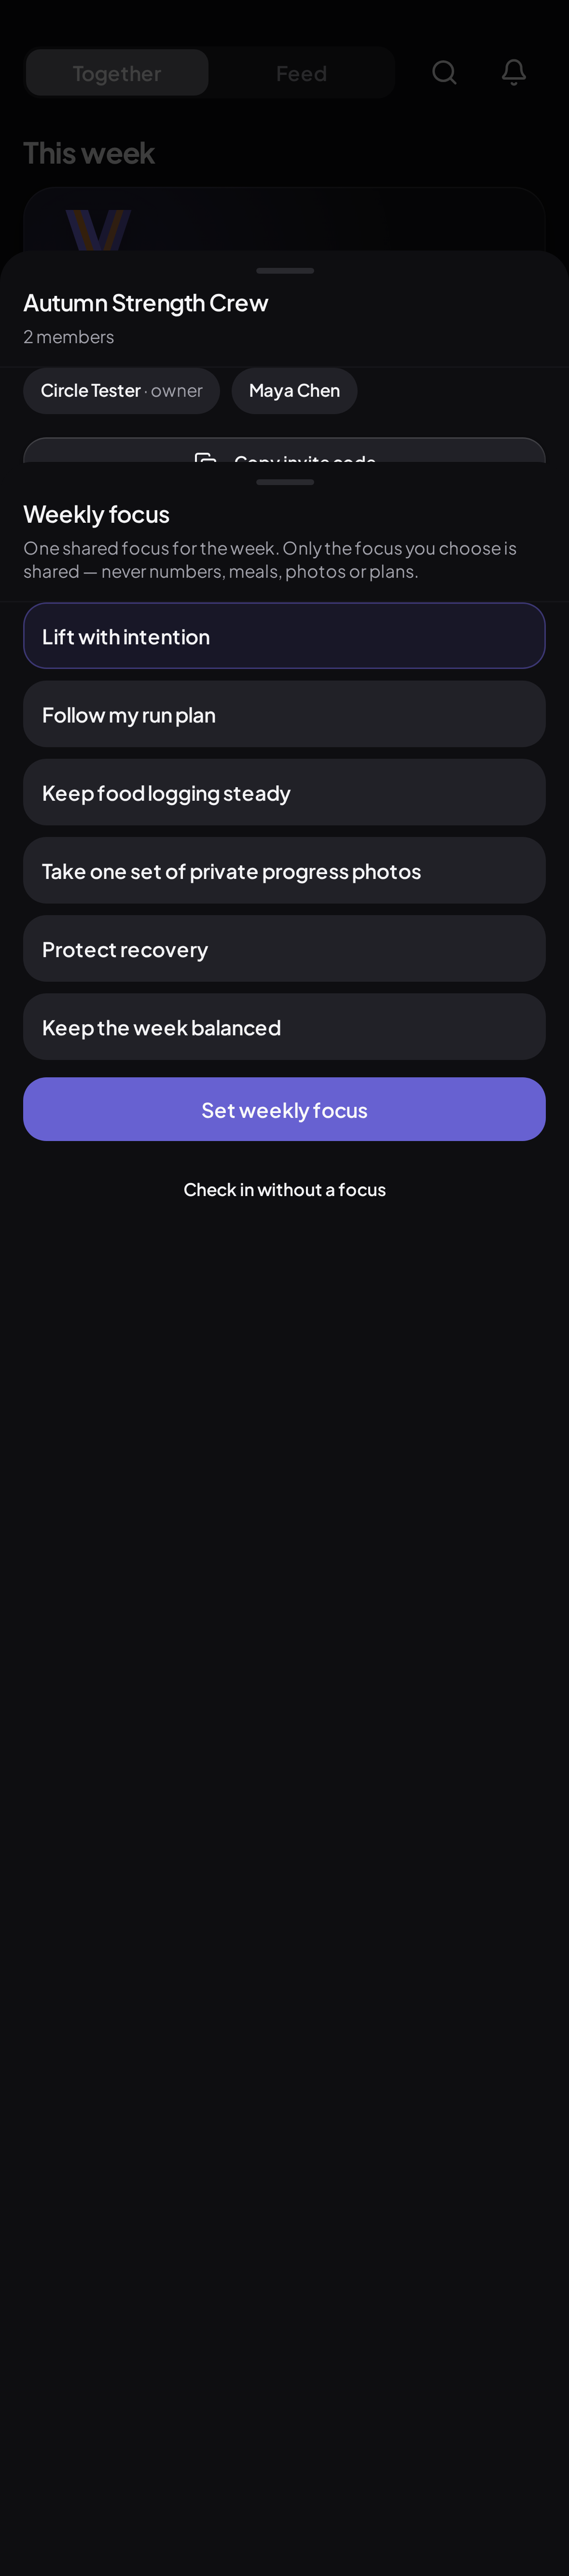 Together
Feed
This week
Autumn Strength Crew
2 members
Circle Tester · owner
Maya Chen
Copy invite code
Weekly focus
One shared focus for the week. Only the focus you choose is
shared — never numbers, meals, photos or plans.
Lift with intention
Follow my run plan
Keep food logging steady
Take one set of private progress photos
Protect recovery
Keep the week balanced
Set weekly focus
Check in without a focus